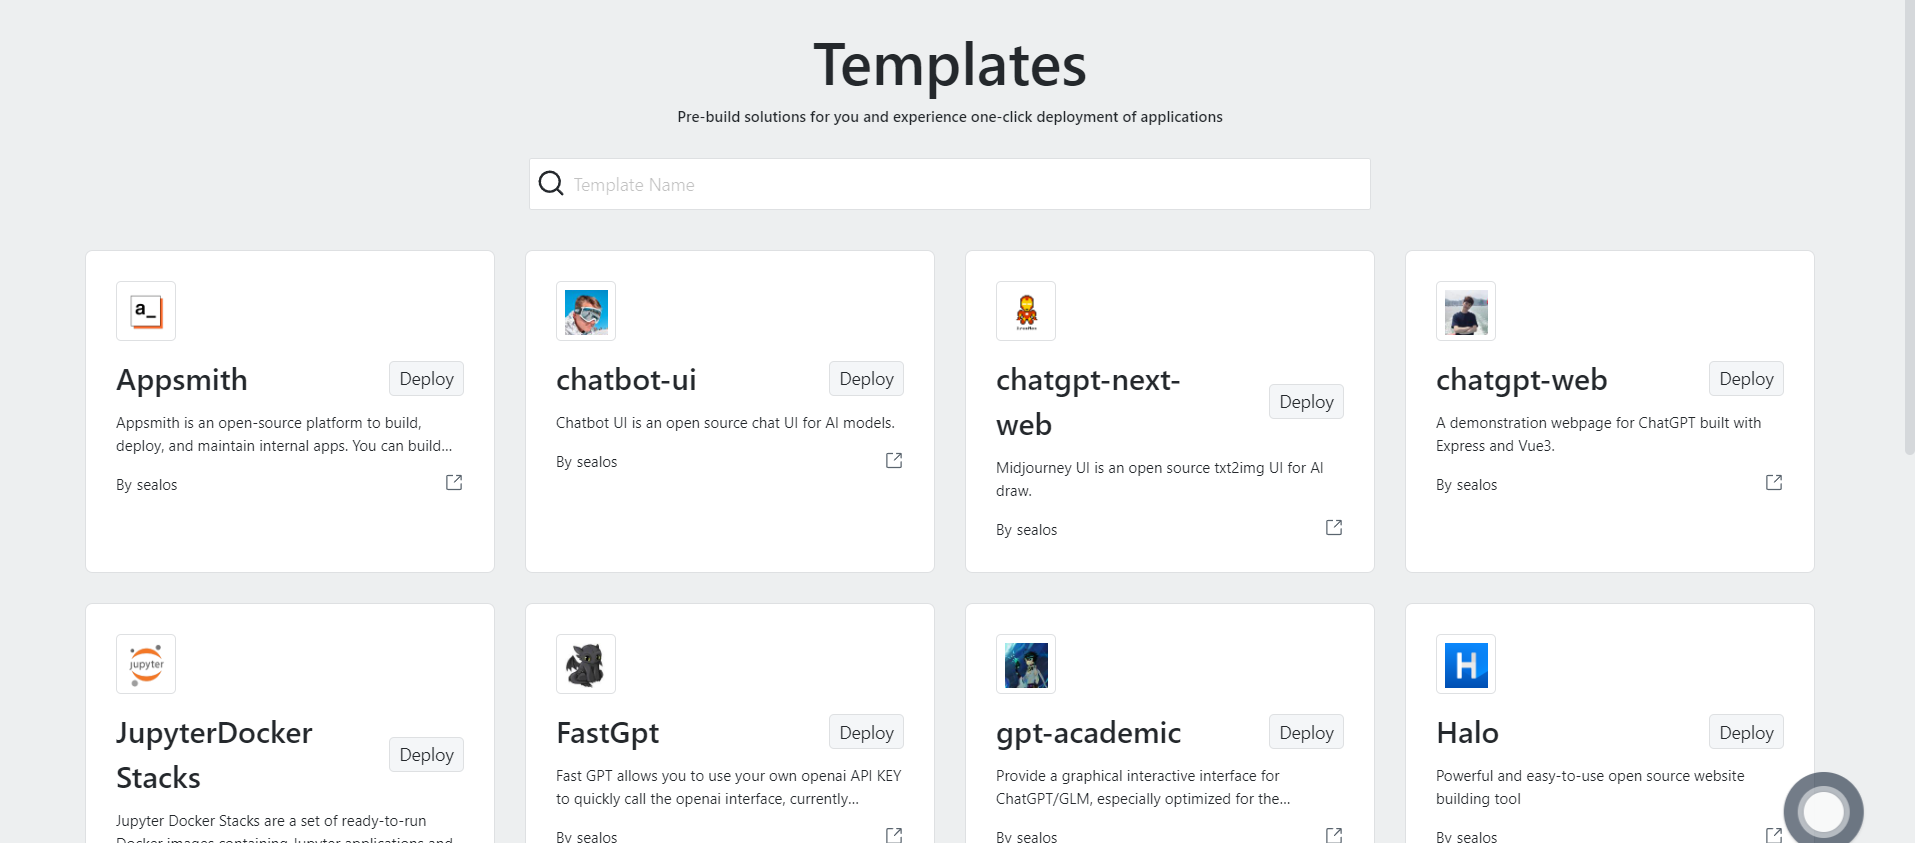 Templates
Pre-build solutions for you and experience one-click deployment of applications
Template Name
a_
Appsmith
Deploy
Appsmith is an open-source platform to build,
deploy, and maintain internal apps. You can build...
By sealos
chatbot-ui
Deploy
Chatbot UI is an open source chat UI for AI models.
By sealos
chatgpt-next-
web
Deploy
Midjourney UI is an open source txt2img UI for AI
draw.
By sealos
chatgpt-web
Deploy
A demonstration webpage for ChatGPT built with
Express and Vue3.
By sealos
jupyter
JupyterDocker
Stacks
Deploy
Jupyter Docker Stacks are a set of ready-to-run
Docker images containing Jupyter applications and
FastGpt
Deploy
Fast GPT allows you to use your own openai API KEY
to quickly call the openai interface, currently...
By sealos
gpt-academic
Deploy
Provide a graphical interactive interface for
ChatGPT/GLM, especially optimized for the...
By sealos
H
Halo
Deploy
Powerful and easy-to-use open source website
building tool
By sealos